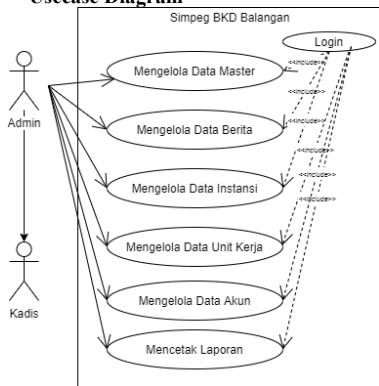 Usecase Diagram
Simpeg BKD Balangan
Login
Mengelola Data Master
<<include>>
Admin
<<include>>
Mengelola Data Berita
<<include>>
<<include>>
Mengelola Data Instansi
<<include>>
<<include>>
Mengelola Data Unit Kerja
Kadis
Mengelola Data Akun
Mencetak Laporan